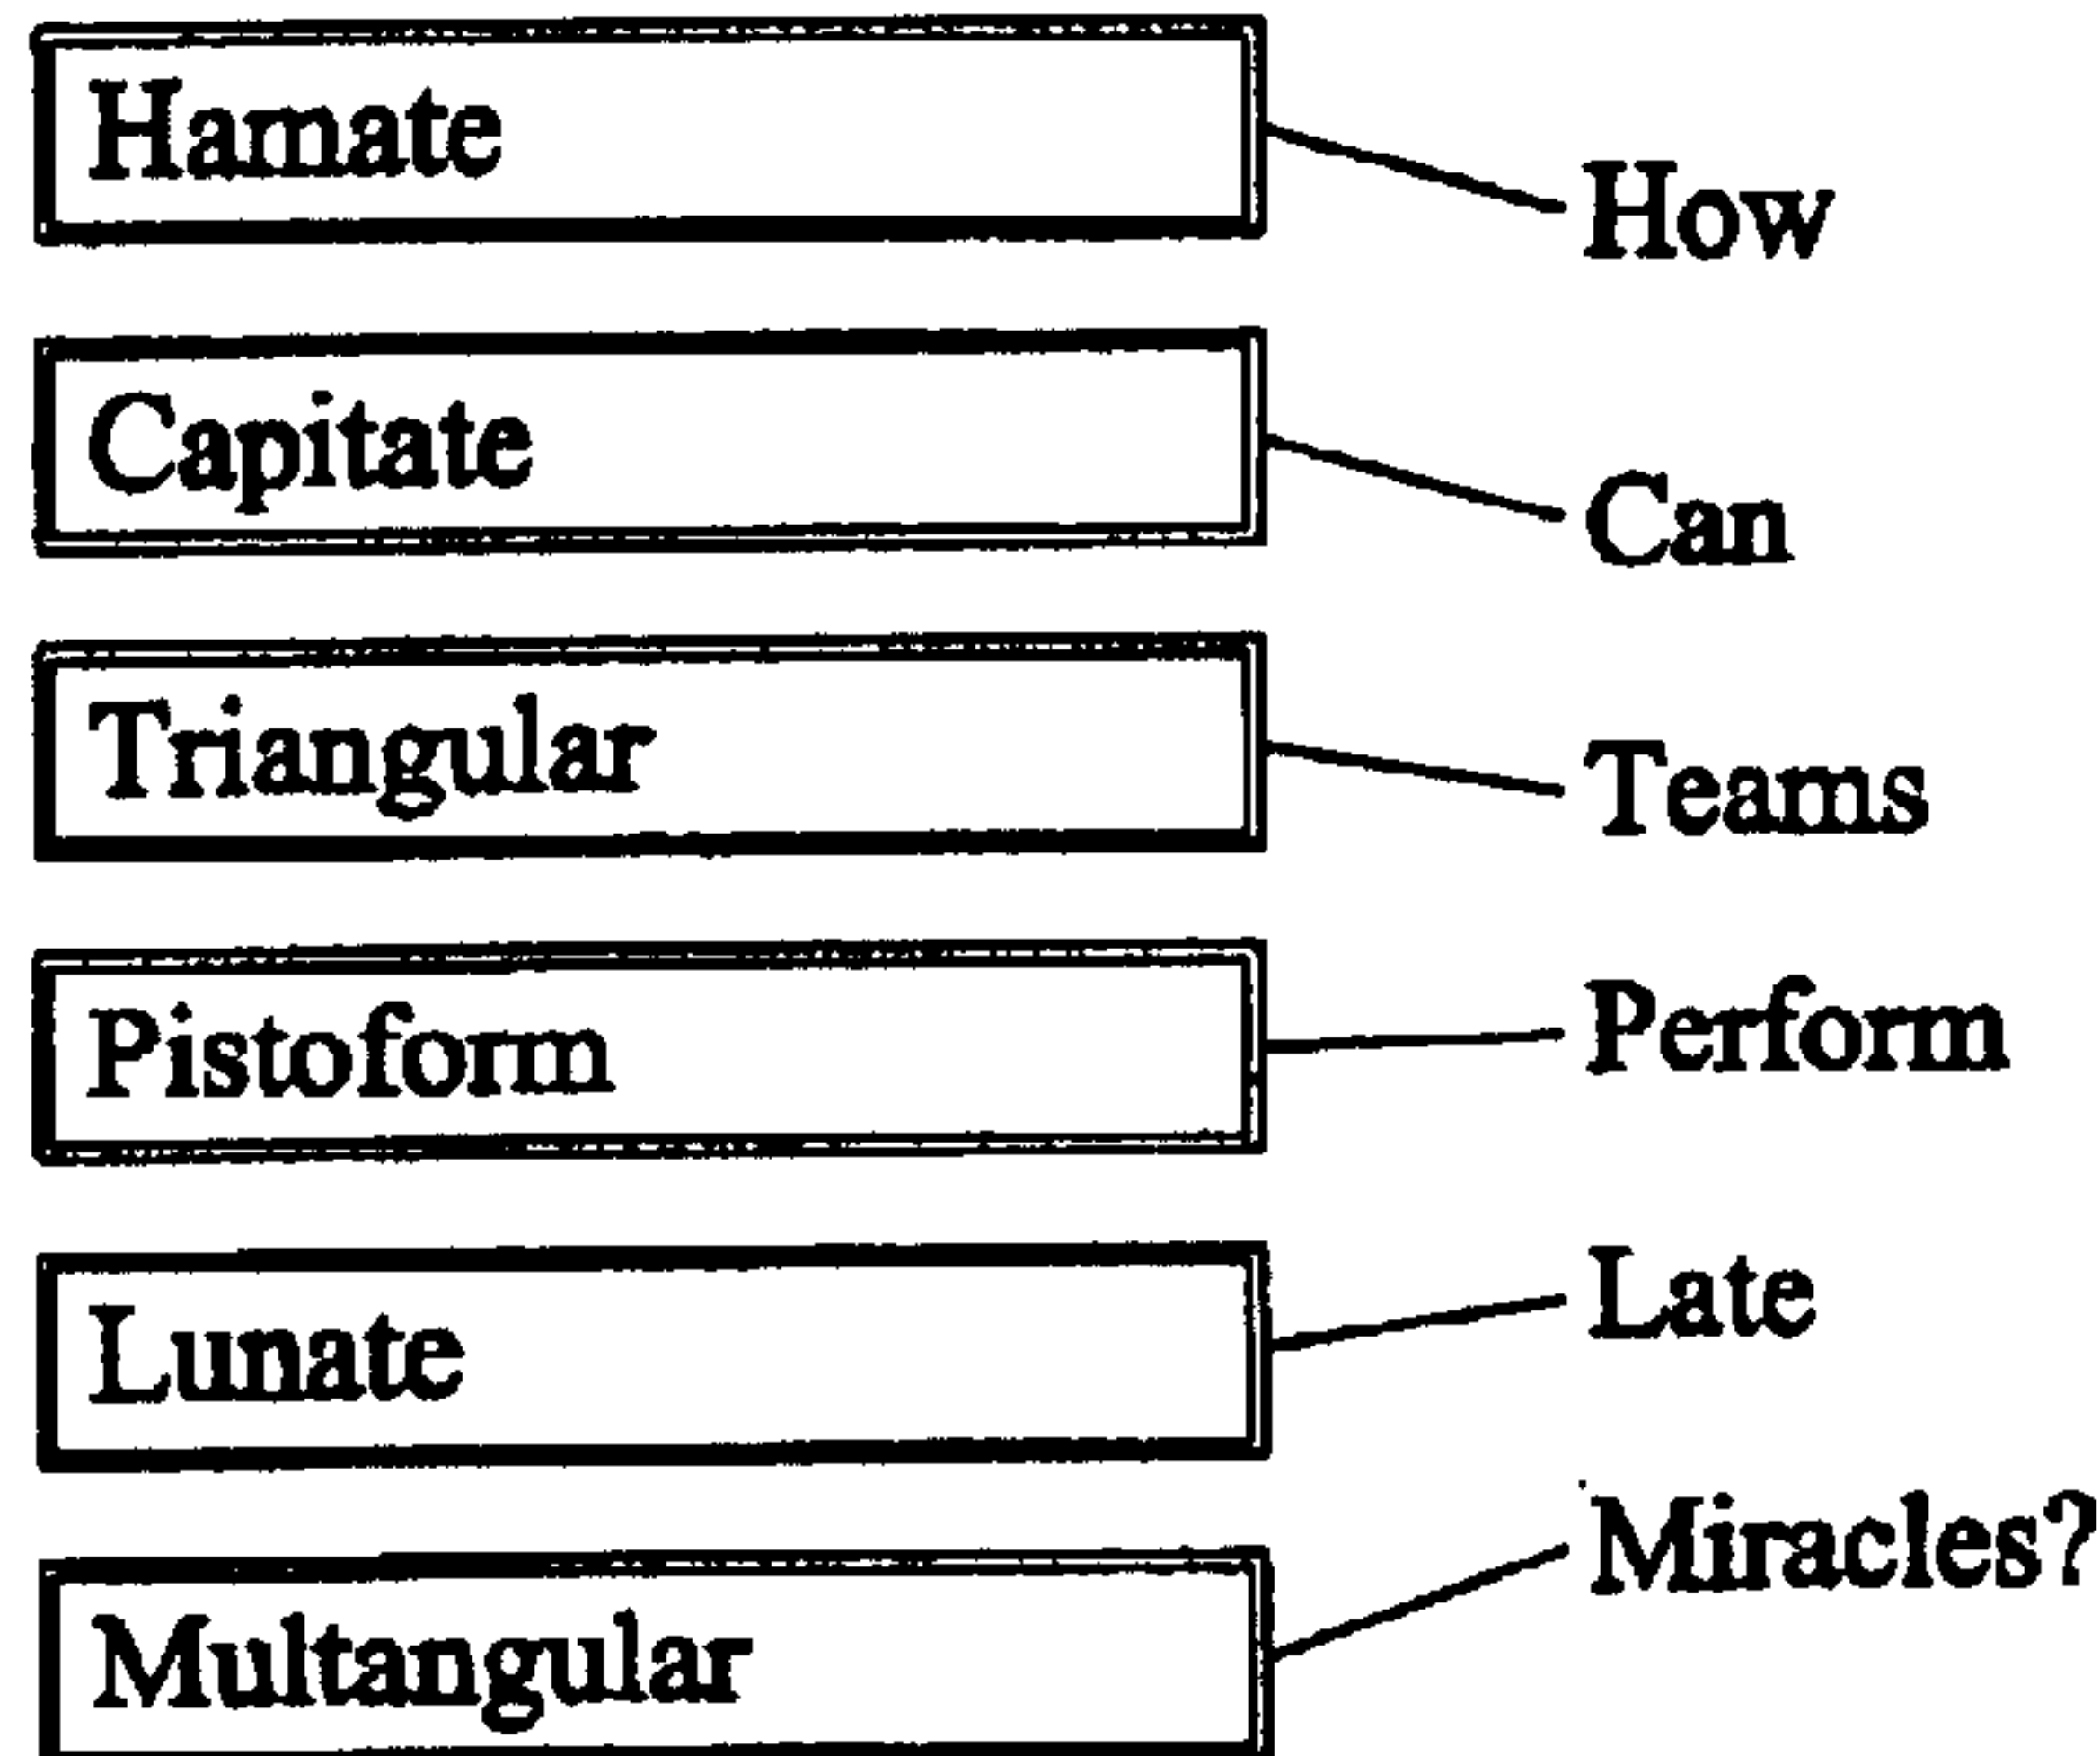 Hamate
How
Capitate
Can
Triangular
Teams
Pistoform
Perform
Lunate
Late
Multangular
Miracles?